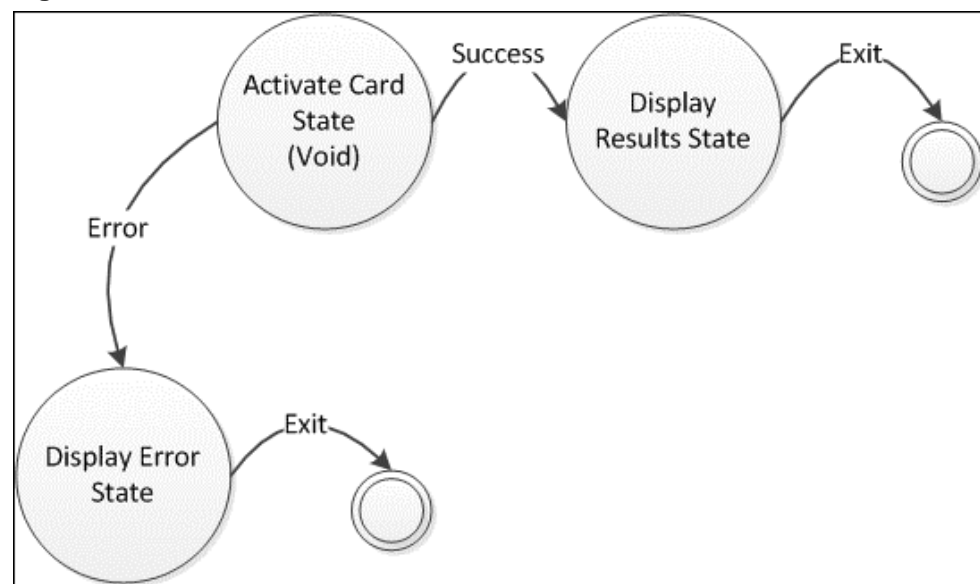 Activate Card
State
(Void)
Success
Display
Results State
Exit
Error
Display Error
State
Exit